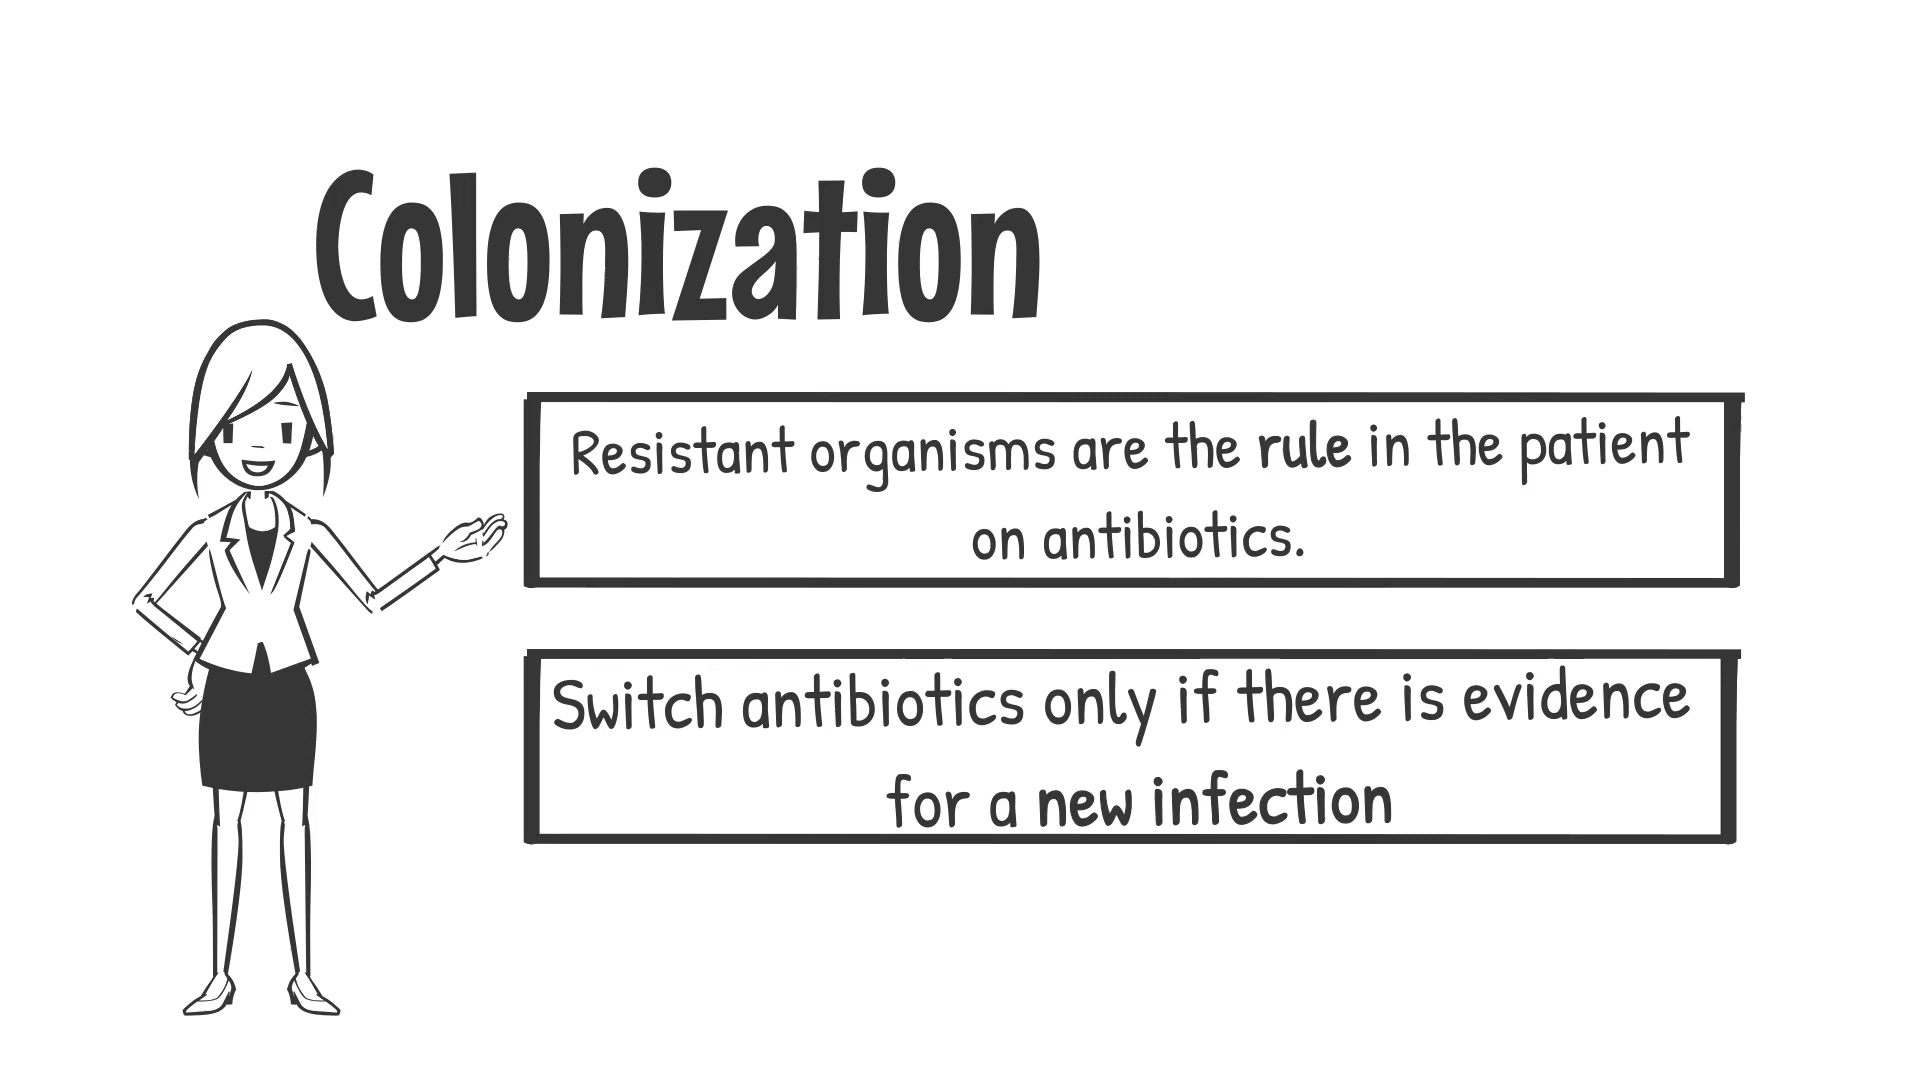 Colonization
Resistant organisms are the rule in the patient
on antibiotics.
Switch antibiotics only if there is evidence
for a new infection